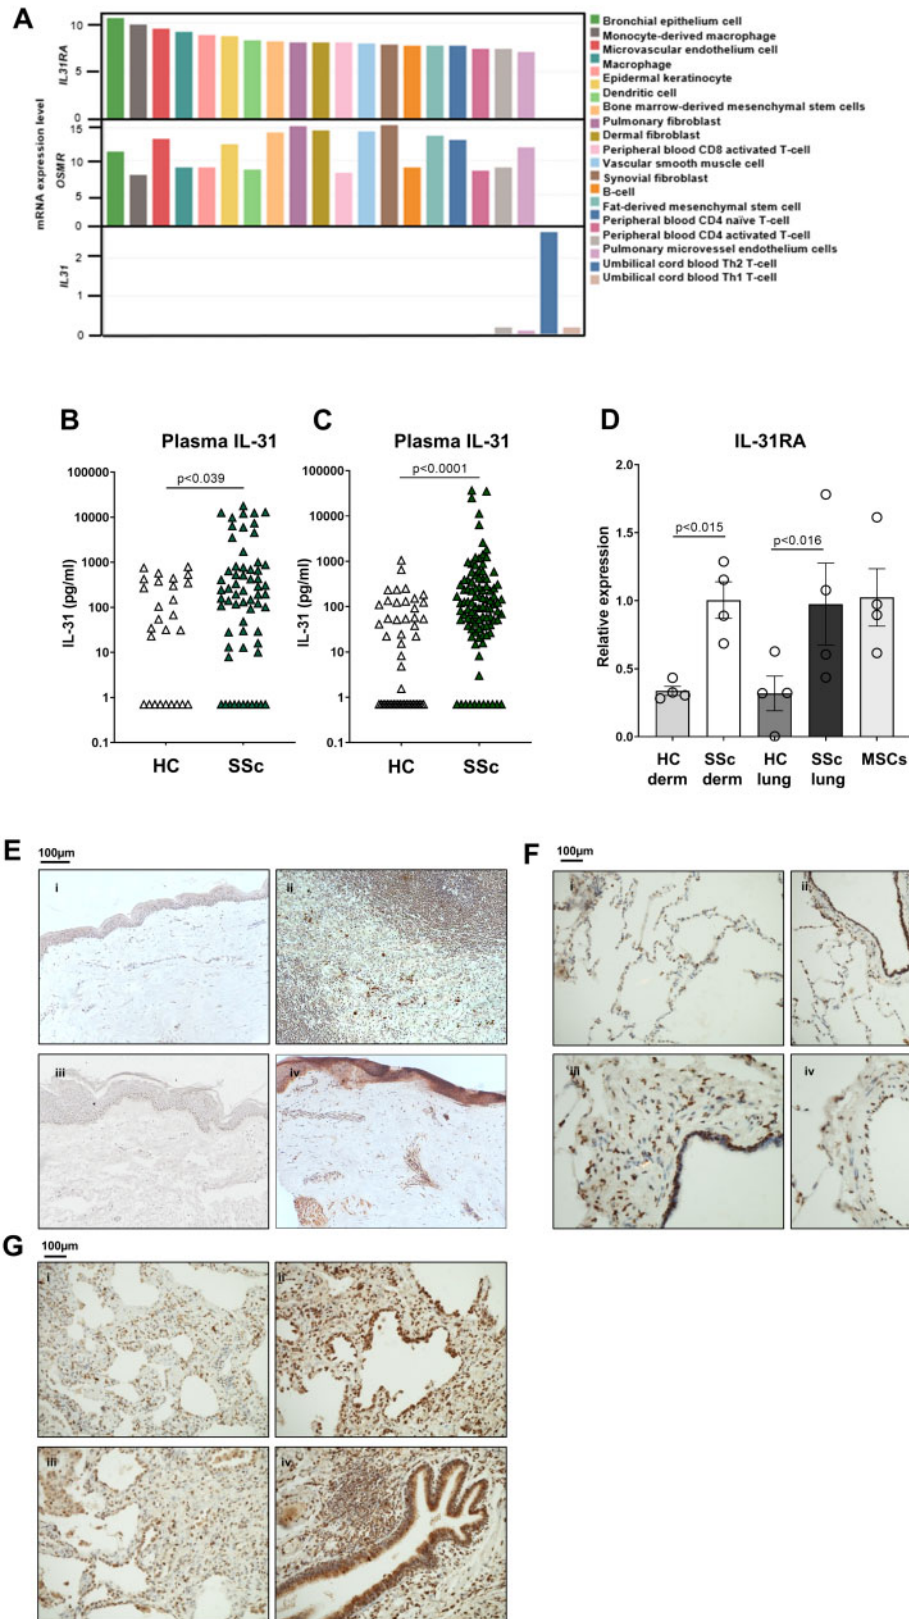 A
IL31RA
10
5
0
mRNA expression level
OSMR
15
10
5
0
IL31
2
1
0
Bronchial epithelium cell
Monocyte-derived macrophage
Microvascular endothelium cell
Macrophage
Epidermal keratinocyte
Dendritic cell
Bone marrow-derived mesenchymal stem cells
Pulmonary fibroblast
Dermal fibroblast
Peripheral blood CD8 activated T-cell
Vascular smooth muscle cell
Synovial fibroblast
B-cell
Fat-derived mesenchymal stem cell
Peripheral blood CD4 naïve T-cell
Peripheral blood CD4 activated T-cell
Pulmonary microvessel endothelium cells
Umbilical cord blood Th2 T-cell
Umbilical cord blood Th1 T-cell
B
Plasma IL-31
p<0.039
IL-31 (pg/ml)
100000
10000
1000
100
10
1
0.1
HC
SSc
C
Plasma IL-31
p<0.0001
IL-31 (pg/ml)
100000
10000
1000
100
10
1
0.1
HC
SSc
D
IL-31RA
Relative expression
2.0
1.5
1.0
0.5
0.0
p<0.015
p<0.016
HC derm
SSc derm
HC lung
SSc lung
MSCs
E
100µm
i
ii
iii
iv
F
100µm
i
ii
iii
iv
G
100µm
i
ii
iii
iv